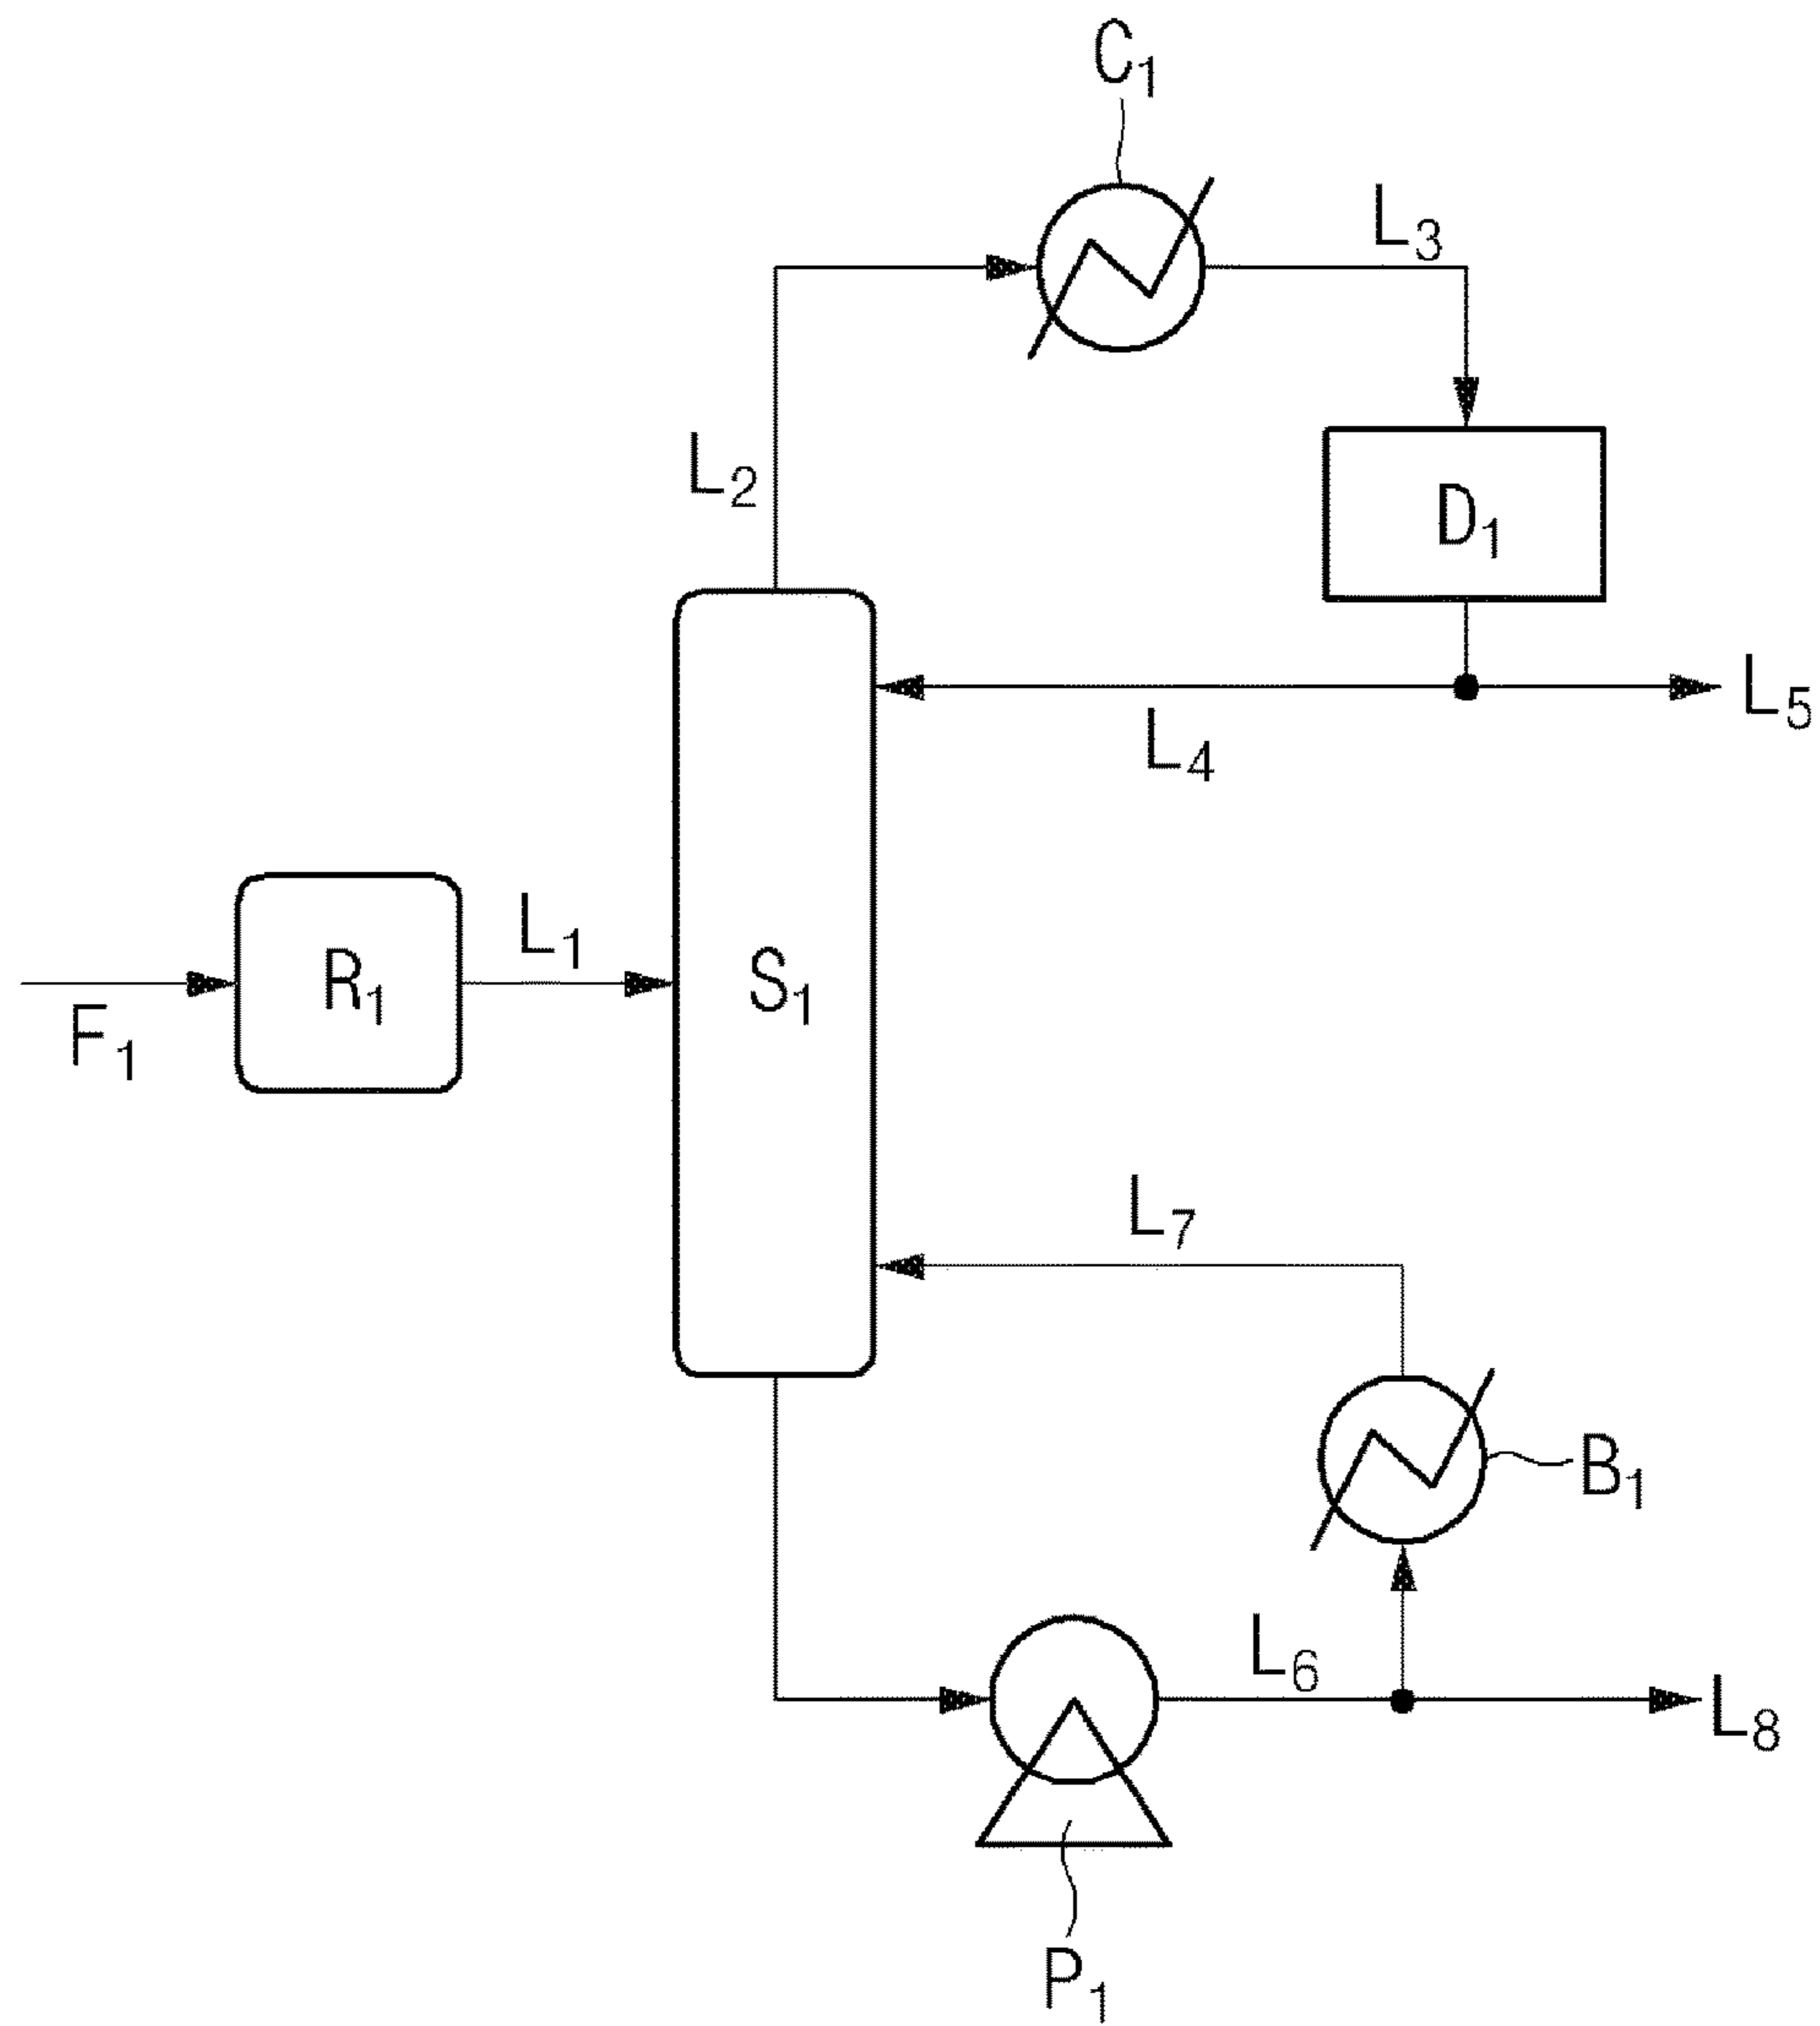 C₁
L₃
L₂
D₁
L₅
L₄
L₁
R₁
S₁
F₁
L₇
B₁
L₆
L₈
P₁